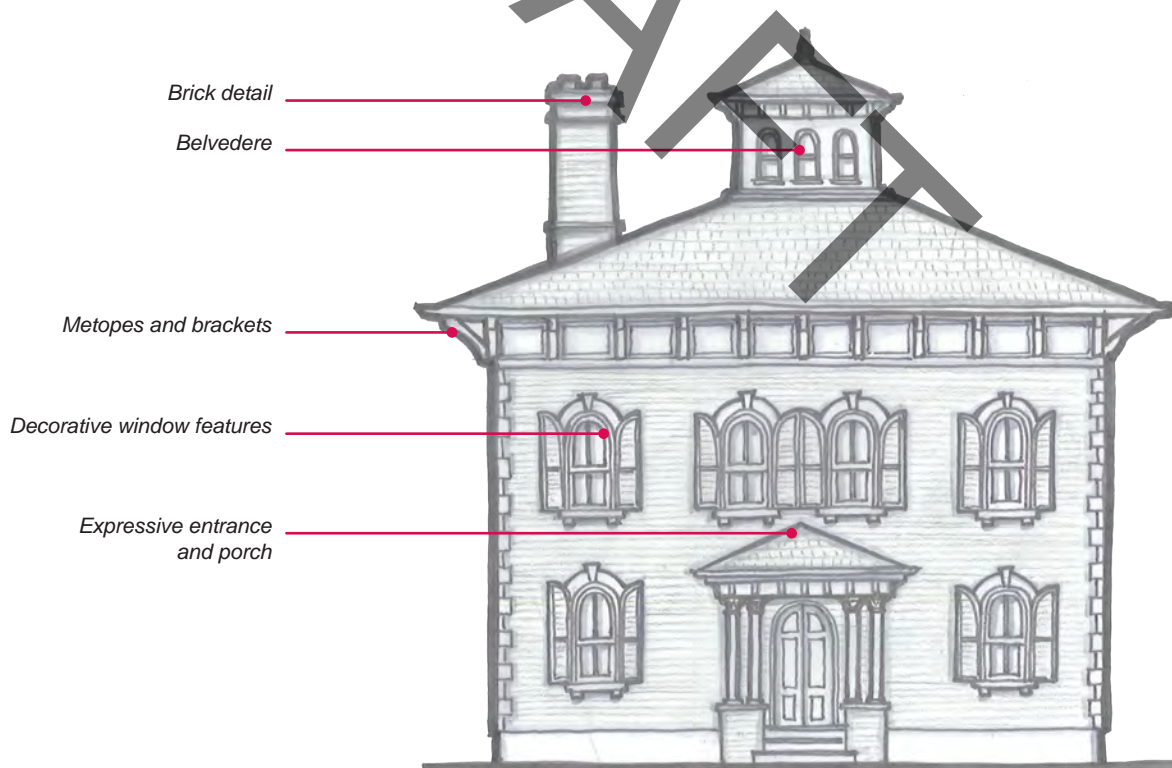 Brick detail
Belvedere
Metopes and brackets
Decorative window features
Expressive entrance
and porch